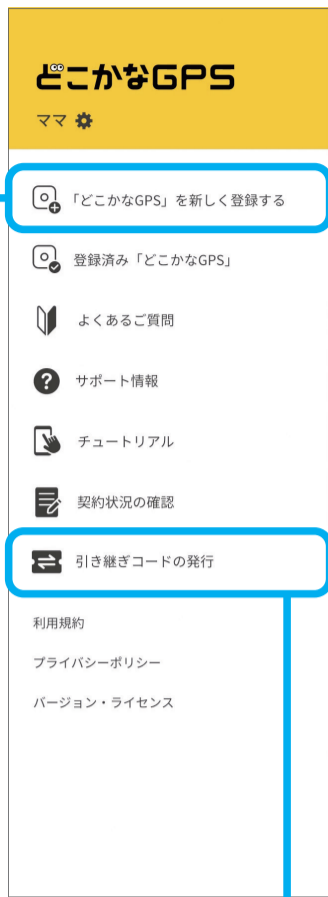 どこかなGPS
ママ
「どこかなGPS」を新しく登録する
登録済み「どこかなGPS」
よくあるご質問
サポート情報
チュートリアル
契約状況の確認
引き継ぎコードの発行
利用規約
プライバシーポリシー
バージョン・ライセンス